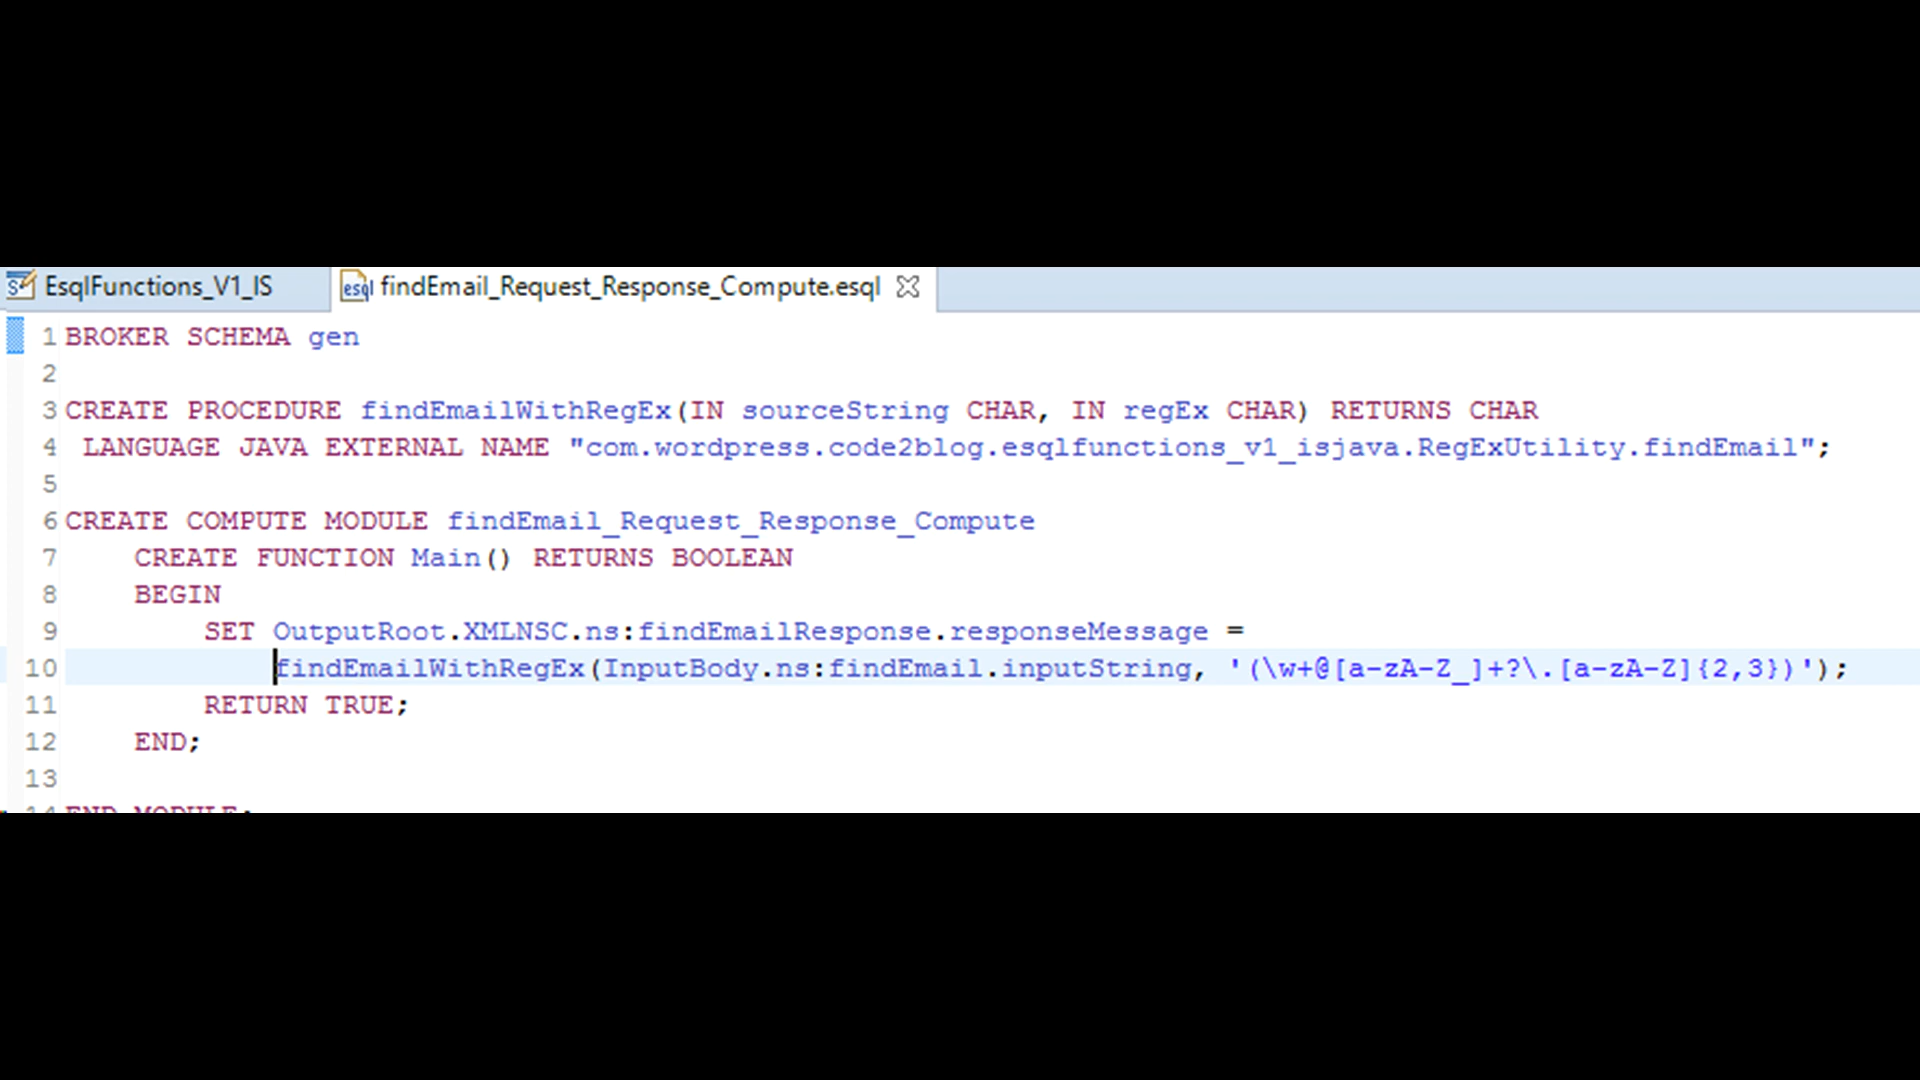 EsqlFunctions_V1_IS findEmail_Request_Response_Compute.esql
1 BROKER SCHEMA gen
2
3 CREATE PROCEDURE findEmailWithRegEx(IN sourceString CHAR, IN regEx CHAR) RETURNS CHAR
4 LANGUAGE JAVA EXTERNAL NAME "com.wordpress.code2blog.esqlfunctions_v1_isjava.RegExUtility.findEmail";
5
6 CREATE COMPUTE MODULE findEmail_Request_Response_Compute
7 CREATE FUNCTION Main() RETURNS BOOLEAN
8 BEGIN
9 SET OutputRoot.XMLNSC.ns:findEmailResponse.responseMessage =
10 findEmailWithRegEx(InputBody.ns:findEmail.inputString, '(\w+@[a-zA-Z_]+?\.[a-zA-Z]{2,3})');
11 RETURN TRUE;
12 END;
13
14 END MODULE;